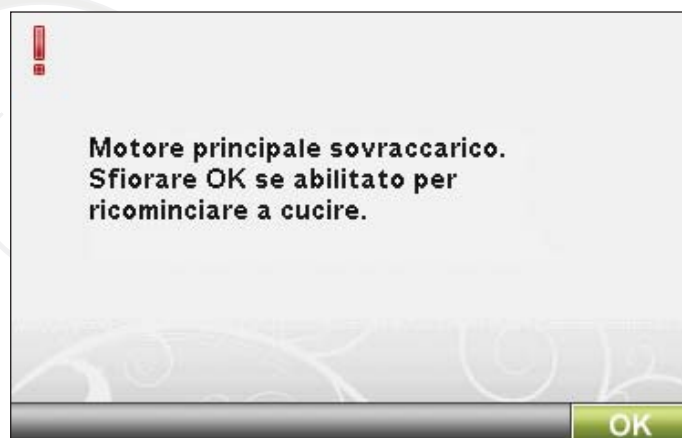 Motore principale sovraccarico.
Sfiorare OK se abilitato per
ricominciare a cucire.
OK